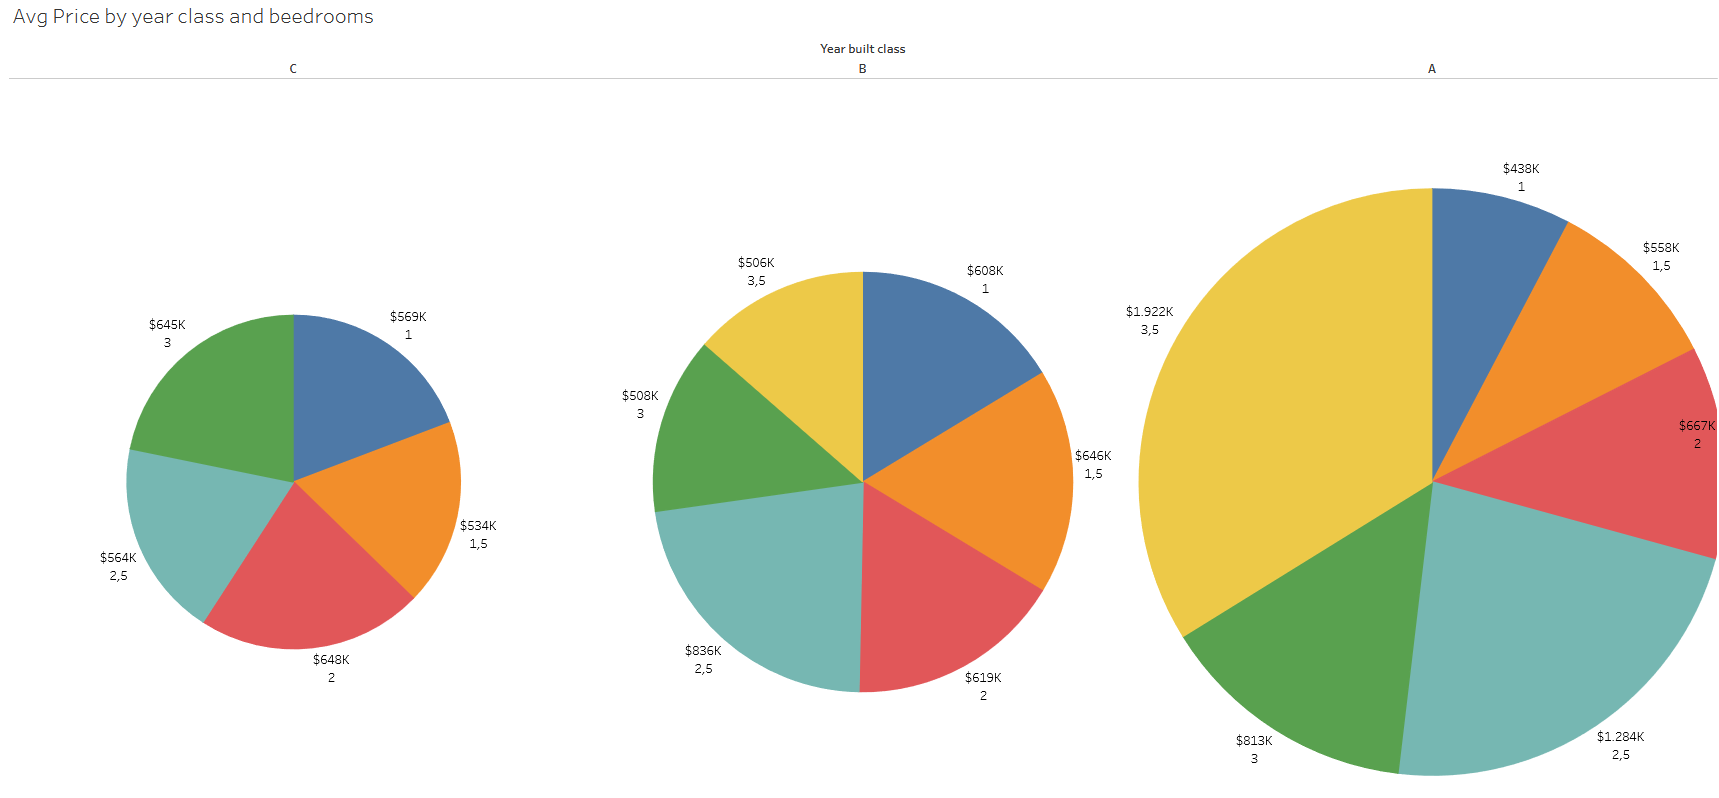 Avg Price by year class and beedrooms
Year built class
C
B
A
$569K
1
$534K
1,5
$648K
2
$564K
2,5
$645K
3
$608K
1
$646K
1,5
$619K
2
$836K
2,5
$508K
3
$506K
3,5
$438K
1
$558K
1,5
$667K
2
$1.284K
2,5
$813K
3
$1.922K
3,5